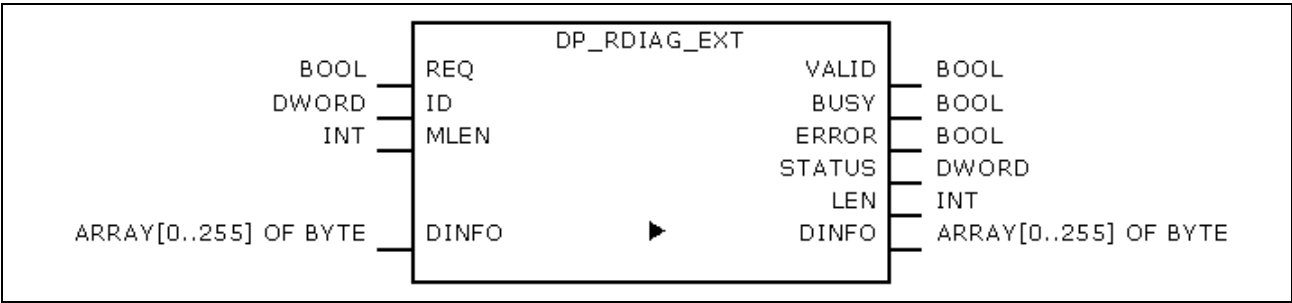 DP_RDIAG_EXT
BOOL REQ VALID BOOL
DWORD ID BUSY BOOL
INT MLEN ERROR BOOL
STATUS DWORD
LEN INT
ARRAY[0..255] OF BYTE DINFO DINFO ARRAY[0..255] OF BYTE